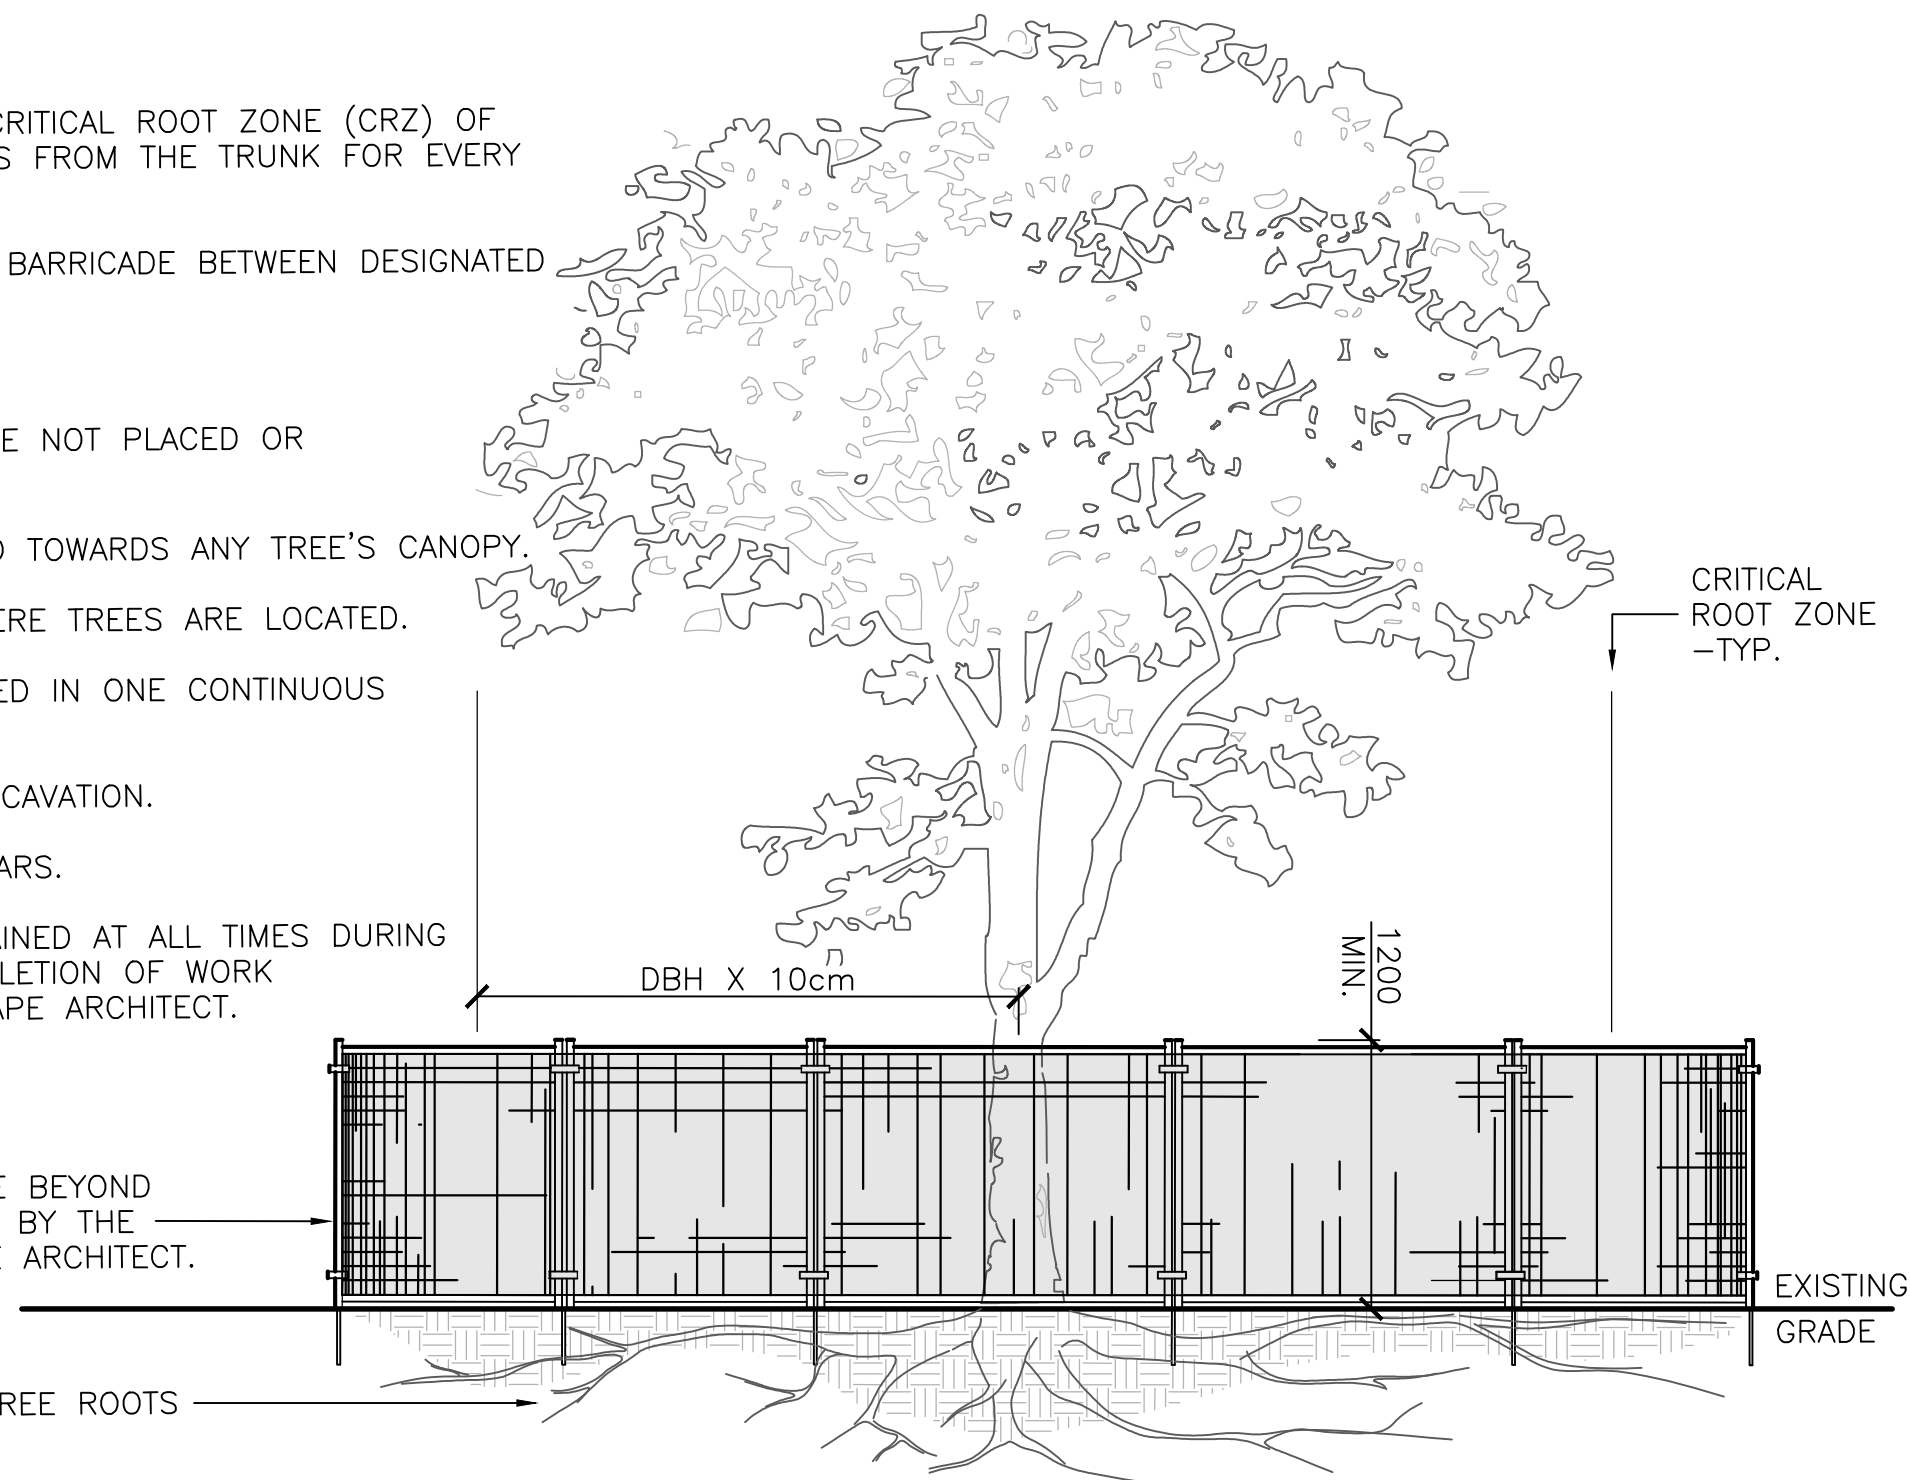 CRITICAL ROOT ZONE (CRZ) OF
FROM THE TRUNK FOR EVERY
BARRICADE BETWEEN DESIGNATED
NOT PLACED OR
TOWARDS ANY TREE'S CANOPY.
TREES ARE LOCATED.
IN ONE CONTINUOUS
CAVATION.
ARS.
AINED AT ALL TIMES DURING
LETION OF WORK
APE ARCHITECT.
BEYOND
BY THE
ARCHITECT.
REE ROOTS
DBH X 10cm
1200
MIN.
CRITICAL
ROOT ZONE
-TYP.
EXISTING
GRADE